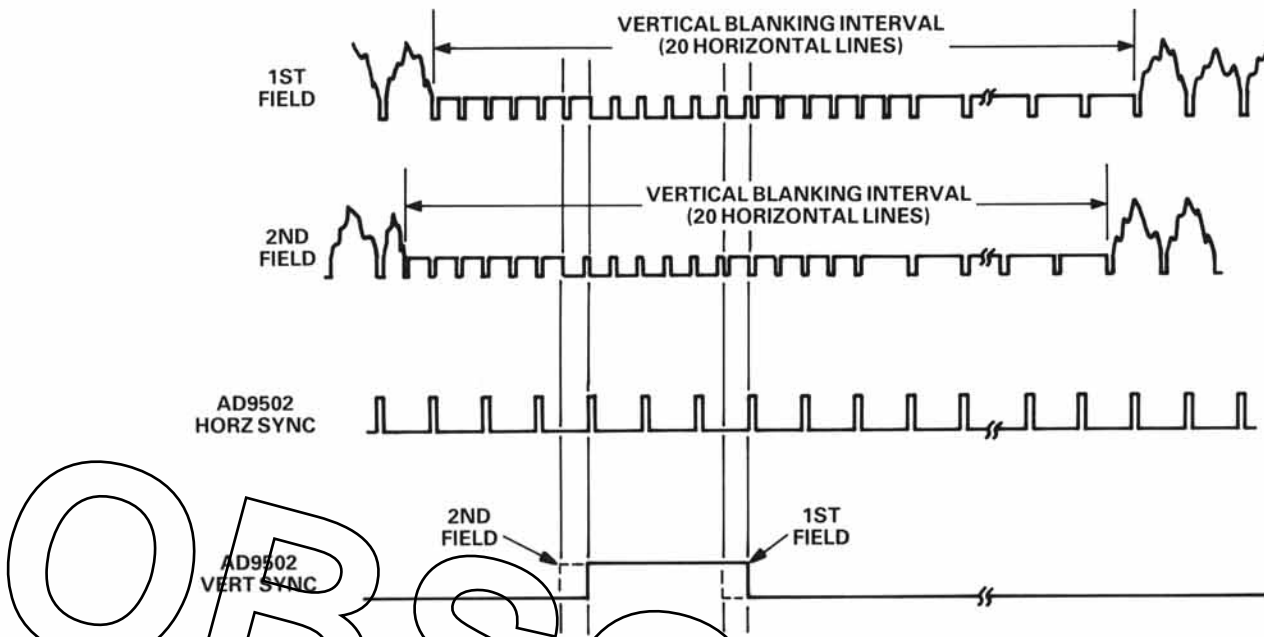 VERTICAL BLANKING INTERVAL
(20 HORIZONTAL LINES)
1ST
FIELD
VERTICAL BLANKING INTERVAL
(20 HORIZONTAL LINES)
2ND
FIELD
AD9502
HORZ SYNC
2ND
FIELD
1ST
FIELD
AD9502
VERT SYNC
OBSO